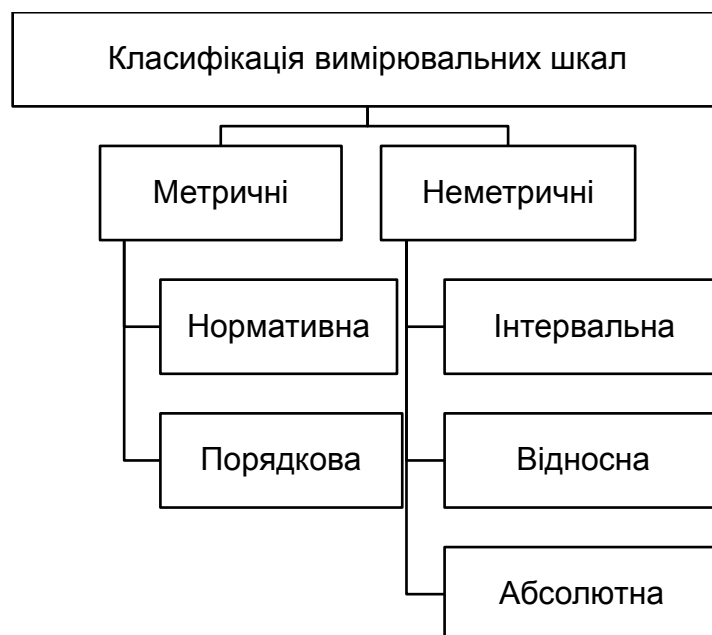 Класифікація вимірювальних шкал
Метричні
Неметричні
Нормативна
Інтервальна
Порядкова
Відносна
Абсолютна